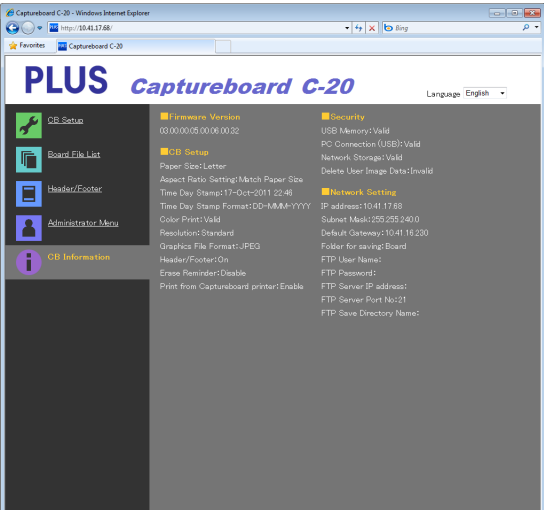 Captureboard C-20 - Windows Internet Explorer
http://10.41.17.68/
Bing
Favorites
Captureboard C-20
PLUS Captureboard C-20
Language English
CB Setup
Board File List
Header/Footer
Administrator Menu
CB Information
Firmware Version
03.00.00.05.00.06.00.32
CB Setup
Paper Size:Letter
Aspect Ratio Setting:Match Paper Size
Time Day Stamp:17-Oct-2011 22:46
Time Day Stamp Format:DD-MMM-YYYY
Color Print:Valid
Resolution:Standard
Graphics File Format:JPEG
Header/Footer:On
Erase Reminder:Disable
Print from Captureboard printer:Enable
Security
USB Memory:Valid
PC Connection (USB):Valid
Network Storage:Valid
Delete User Image Data:Invalid
Network Setting
IP address:10.41.17.68
Subnet Mask:255.255.240.0
Default Gateway:10.41.16.230
Folder for saving:Board
FTP User Name:
FTP Password:
FTP Server IP address:
FTP Server Port No:21
FTP Save Directory Name: